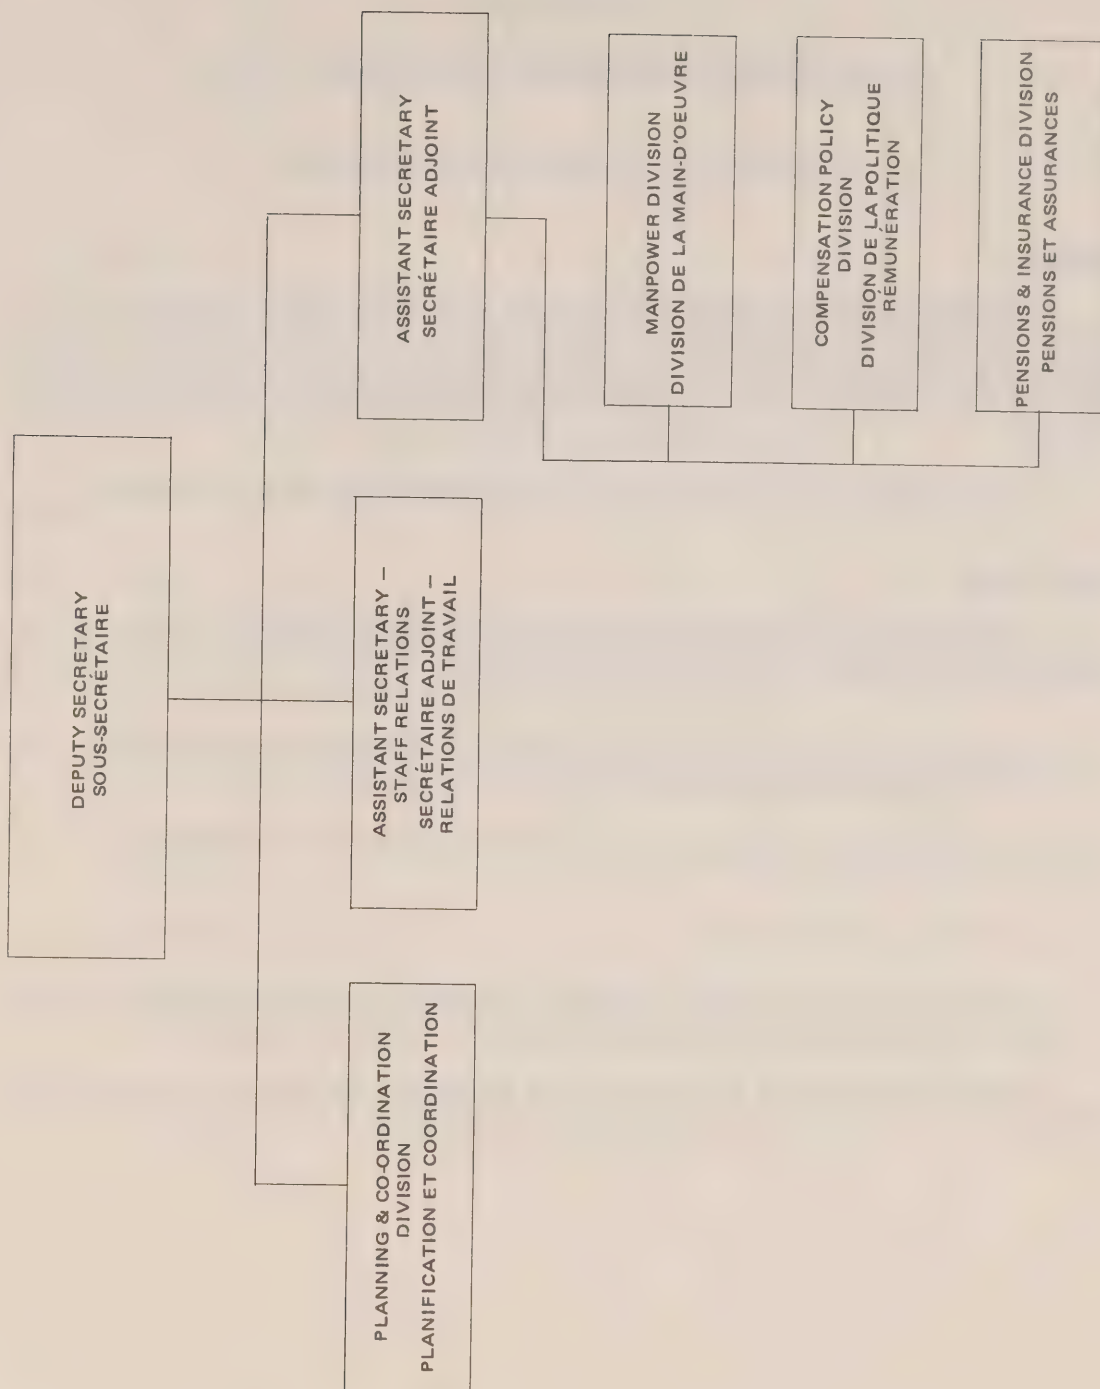 DEPUTY SECRETARY
SOUS-SECRÉTAIRE
PLANNING & CO-ORDINATION
DIVISION
PLANIFICATION ET COORDINATION
ASSISTANT SECRETARY –
STAFF RELATIONS
SECRÉTAIRE ADJOINT –
RELATIONS DE TRAVAIL
ASSISTANT SECRETARY
SECRÉTAIRE ADJOINT
MANPOWER DIVISION
DIVISION DE LA MAIN-D'OEUVRE
COMPENSATION POLICY
DIVISION
DIVISIÓN DE LA POLITIQUE
RÉMUNÉRATION
PENSIONS & INSURANCE DIVISION
PENSIONS ET ASSURANCES